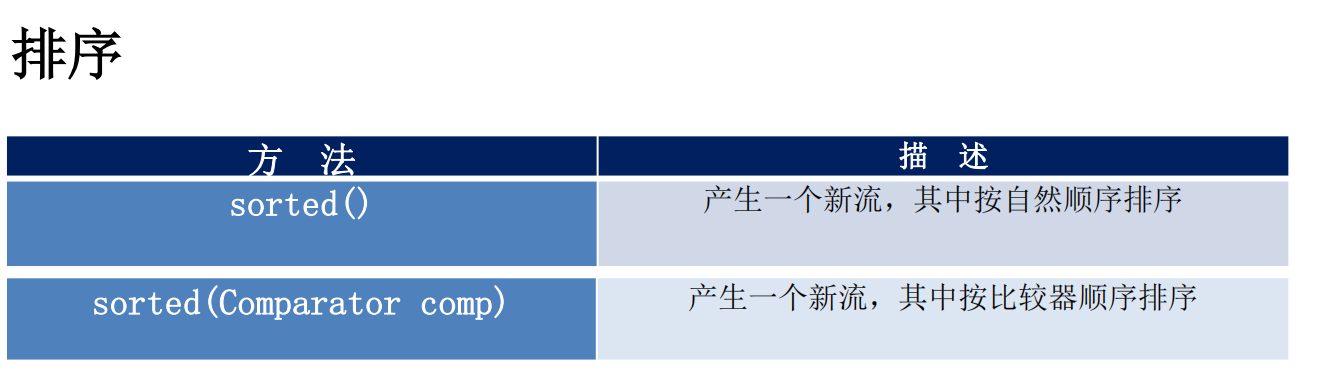 排序
方 法 描 述
sorted() 产生一个新流，其中按自然顺序排序
sorted(Comparator comp) 产生一个新流，其中按比较器顺序排序